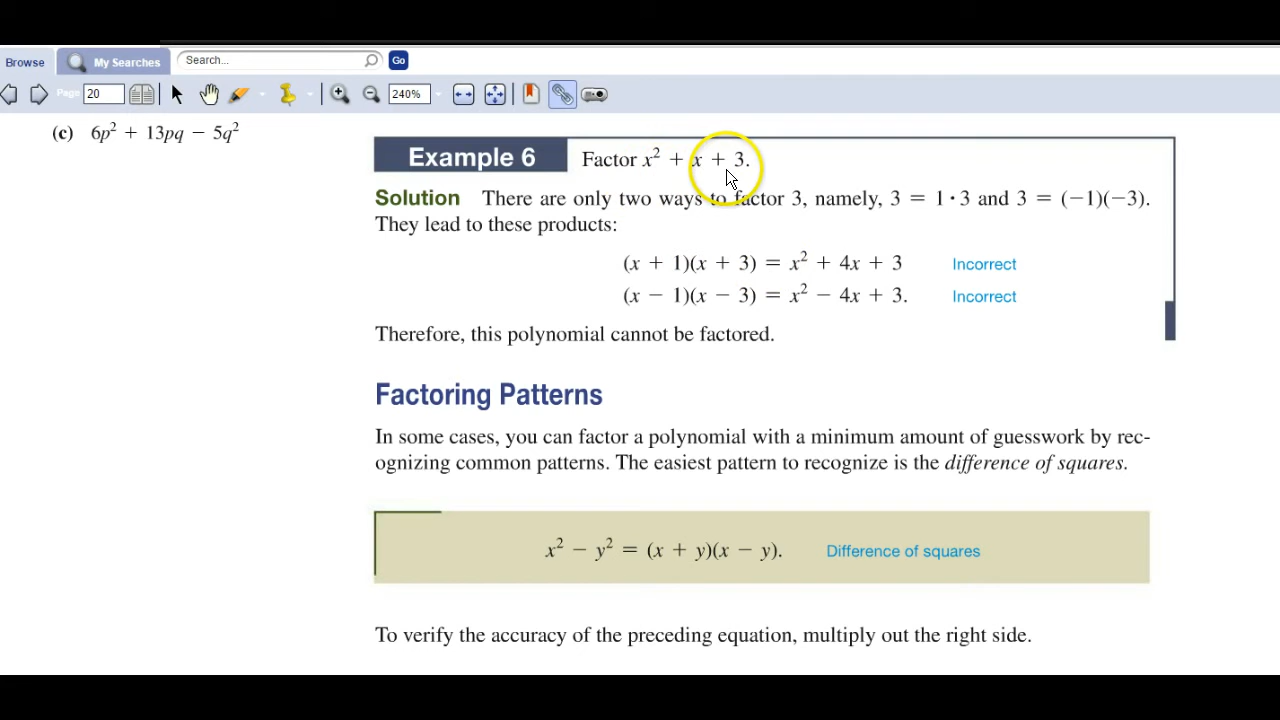 Browse My Searches Search... Go
Page 20 240%
(c) 6p² + 13pq − 5q²
Example 6 Factor x² + x + 3.
Solution There are only two ways to factor 3, namely, 3 = 1 · 3 and 3 = (−1)(−3).
They lead to these products:
(x + 1)(x + 3) = x² + 4x + 3 Incorrect
(x − 1)(x − 3) = x² − 4x + 3. Incorrect
Therefore, this polynomial cannot be factored.
Factoring Patterns
In some cases, you can factor a polynomial with a minimum amount of guesswork by rec-
ognizing common patterns. The easiest pattern to recognize is the difference of squares.
x² − y² = (x + y)(x − y). Difference of squares
To verify the accuracy of the preceding equation, multiply out the right side.